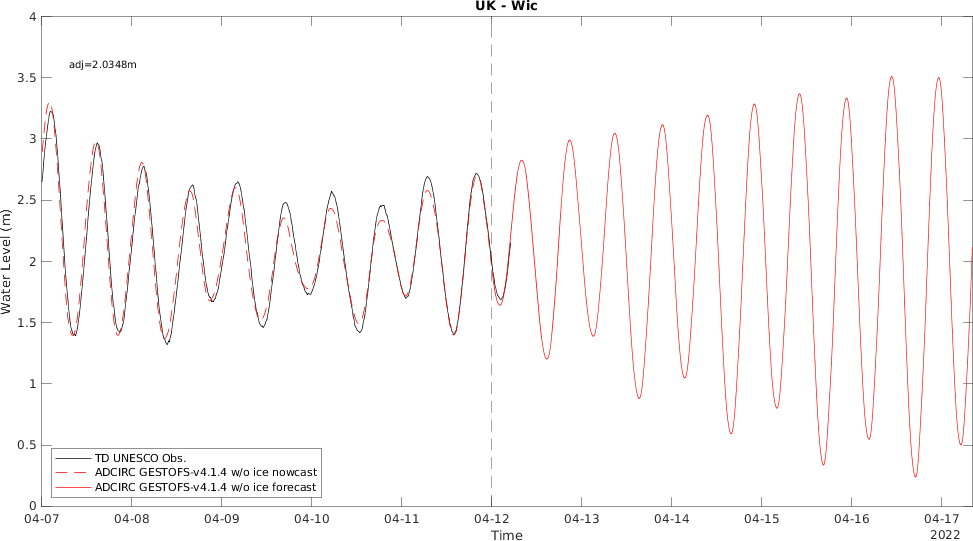 UK - Wic
adj=2.0348m
Water Level (m)
4
3.5
3
2.5
2
1.5
1
0.5
0
TD UNESCO Obs.
ADCIRC GESTOFS-v4.1.4 w/o ice nowcast
ADCIRC GESTOFS-v4.1.4 w/o ice forecast
04-07 04-08 04-09 04-10 04-11 04-12 04-13 04-14 04-15 04-16 04-17
Time
2022